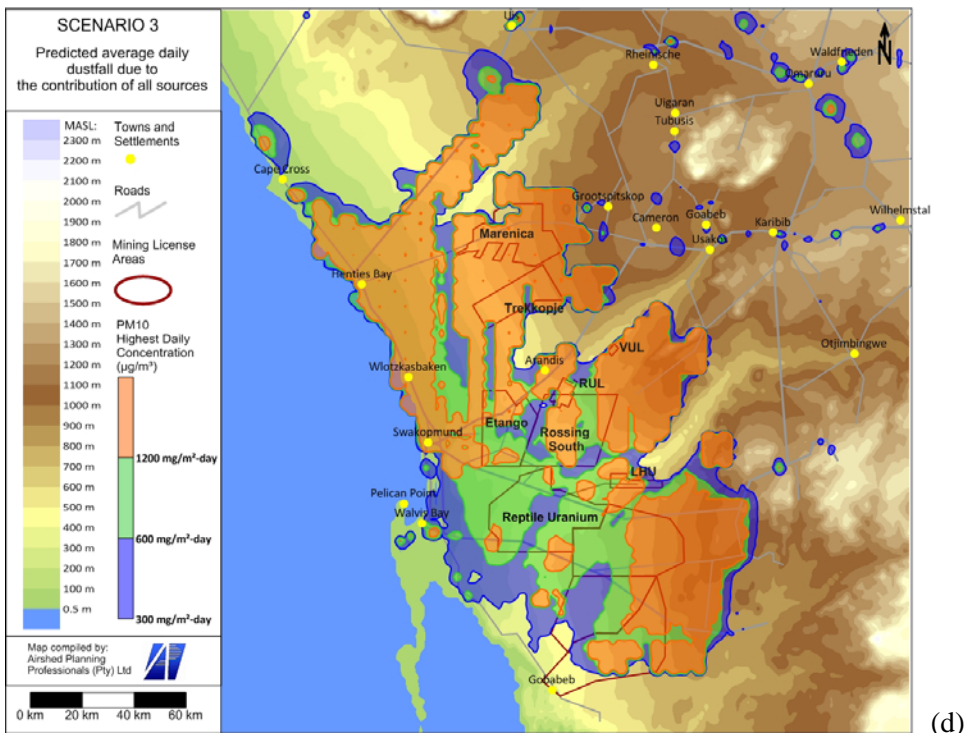 SCENARIO 3
Predicted average daily
dustfall due to
the contribution of all sources
MASL:
2300 m
2200 m
2100 m
2000 m
1900 m
1800 m
1700 m
1600 m
1500 m
1400 m
1300 m
1200 m
1100 m
1000 m
900 m
800 m
700 m
600 m
500 m
400 m
300 m
200 m
100 m
0.5 m
Towns and
Settlements
Roads
Mining License
Areas
PM10
Highest Daily
Concentration
(µg/m³)
1200 mg/m²-day
600 mg/m²-day
300 mg/m²-day
Map compiled by:
Airshed Planning
Professionals (Pty) Ltd
0 km 20 km 40 km 60 km
N
Uis
Rheinische
Waldfrieden
Omaruru
Uigaran
Tubusis
Cape Cross
Grootspitskop
Cameron
Goabeb
Karibib
Wilhelmstal
Usakos
Marenica
Henties Bay
Trekkopje
VUL
Otjimbingwe
Arandis
Wlotzkasbaken
RUL
Etango
Rossing
South
Swakopmund
LHU
Pelican Point
Walvis Bay
Reptile Uranium
Gobabeb
(d)